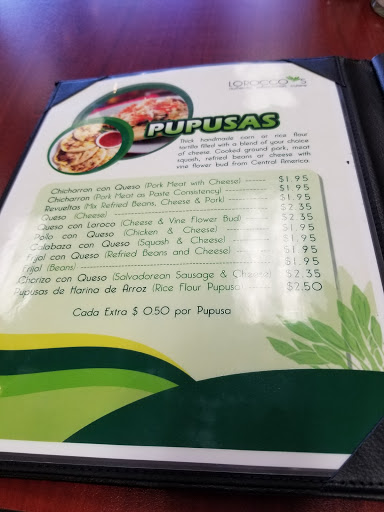 LOROCCO'S
PUPUSAS
Thick handmade corn or rice flour
tortilla filled with a blend of your choice
of cheese. Cooked ground pork, meat
squash, refried beans or cheese with
vine flower bud from Central America.
Chicharron con Queso (Pork Meat with Cheese) $1.95
Chicharron (Pork Meat as Paste Consistency) $1.95
Revueltas (Mix Refried Beans, Cheese & Pork) $1.95
Queso (Cheese) $2.35
Queso con Loroco (Cheese & Vine Flower Bud) $2.35
Pollo con Queso (Chicken & Cheese) $1.95
Calabaza con Queso (Squash & Cheese) $1.95
Frijol con Queso (Refried Beans and Cheese) $1.95
Frijol (Beans) $1.95
Chorizo con Queso (Salvadorean Sausage & Cheese) $2.35
Pupusas de Harina de Arroz (Rice Flour Pupusa) $2.50
Cada Extra $ 0.50 por Pupusa